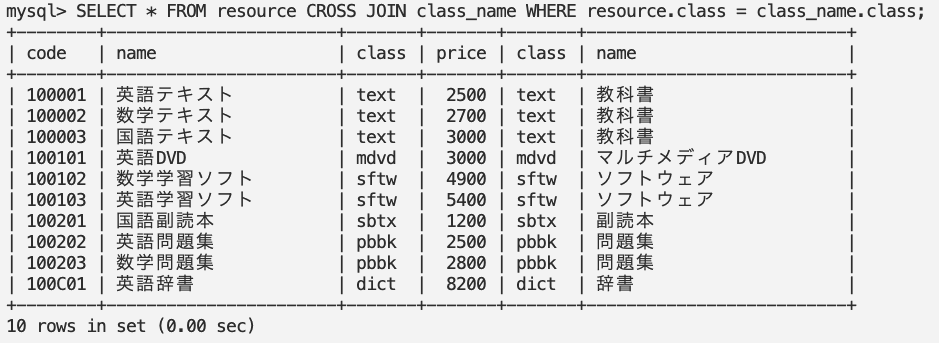 mysql> SELECT * FROM resource CROSS JOIN class_name WHERE resource.class = class_name.class;
+--------+-----------------------+-------+-------+-------+--------------------------+
| code   | name                  | class | price | class | name                     |
+--------+-----------------------+-------+-------+-------+--------------------------+
| 100001 | 英語テキスト | text | 2500 | text | 教科書 |
| 100002 | 数学テキスト | text | 2700 | text | 教科書 |
| 100003 | 国語テキスト | text | 3000 | text | 教科書 |
| 100101 | 英語DVD | mdvd | 3000 | mdvd | マルチメディアDVD |
| 100102 | 数学学習ソフト | sftw | 4900 | sftw | ソフトウェア |
| 100103 | 英語学習ソフト | sftw | 5400 | sftw | ソフトウェア |
| 100201 | 国語副読本 | sbtx | 1200 | sbtx | 副読本 |
| 100202 | 英語問題集 | pbbk | 2500 | pbbk | 問題集 |
| 100203 | 数学問題集 | pbbk | 2800 | pbbk | 問題集 |
| 100C01 | 英語辞書 | dict | 8200 | dict | 辞書 |
+--------+-----------------------+-------+-------+-------+--------------------------+
10 rows in set (0.00 sec)